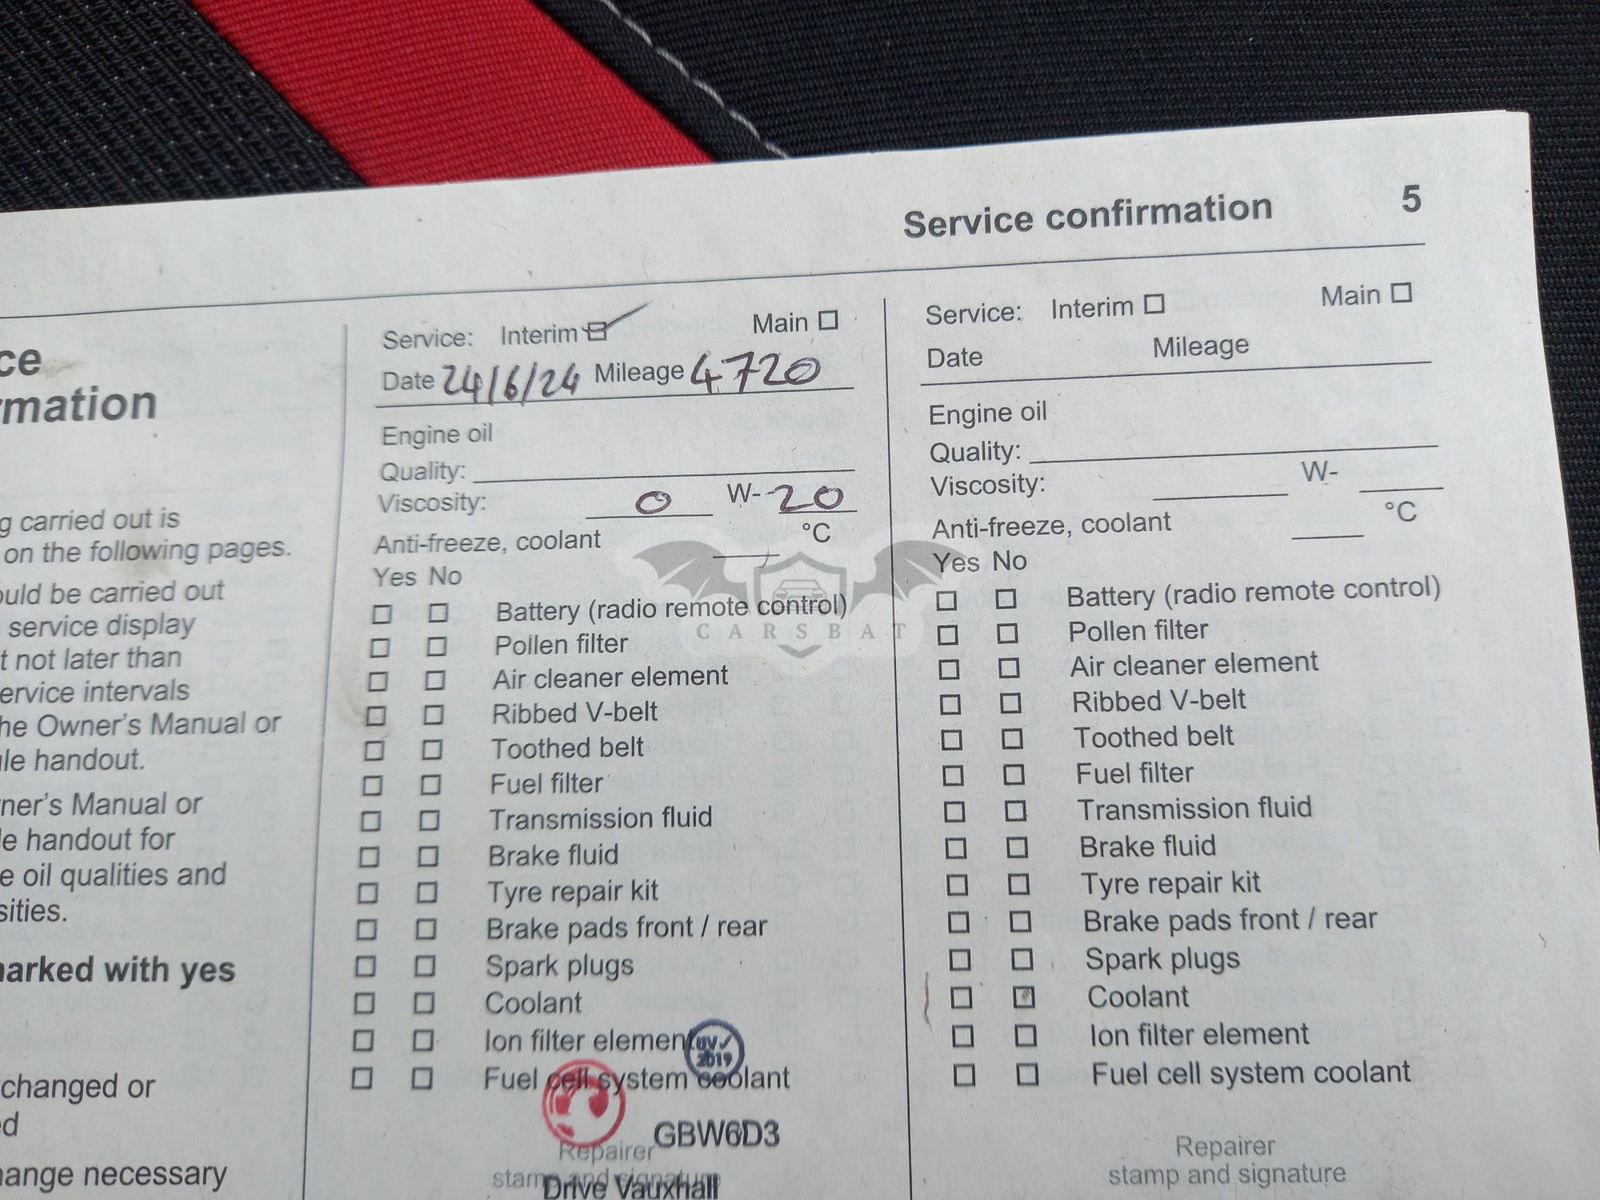 Service confirmation 5
ce
rmation
g carried out is
on the following pages.
ould be carried out
service display
t not later than
ervice intervals
he Owner's Manual or
le handout.
ner's Manual or
le handout for
e oil qualities and
sities.
arked with yes
changed or
d
hange necessary
Service: Interim Main
Date 24/6/24 Mileage 4720
Engine oil
Quality:
Viscosity: 0 W- 20
Anti-freeze, coolant °C
Yes No
Battery (radio remote control)
Pollen filter
Air cleaner element
Ribbed V-belt
Toothed belt
Fuel filter
Transmission fluid
Brake fluid
Tyre repair kit
Brake pads front / rear
Spark plugs
Coolant
Ion filter element
Fuel cell system coolant
UV✓
2019
GBW6D3
Repairer
stamp and signature
Drive Vauxhall
Service: Interim Main
Date Mileage
Engine oil
Quality:
Viscosity: W-
Anti-freeze, coolant °C
Yes No
Battery (radio remote control)
Pollen filter
Air cleaner element
Ribbed V-belt
Toothed belt
Fuel filter
Transmission fluid
Brake fluid
Tyre repair kit
Brake pads front / rear
Spark plugs
Coolant
Ion filter element
Fuel cell system coolant
Repairer
stamp and signature
CARSBAT